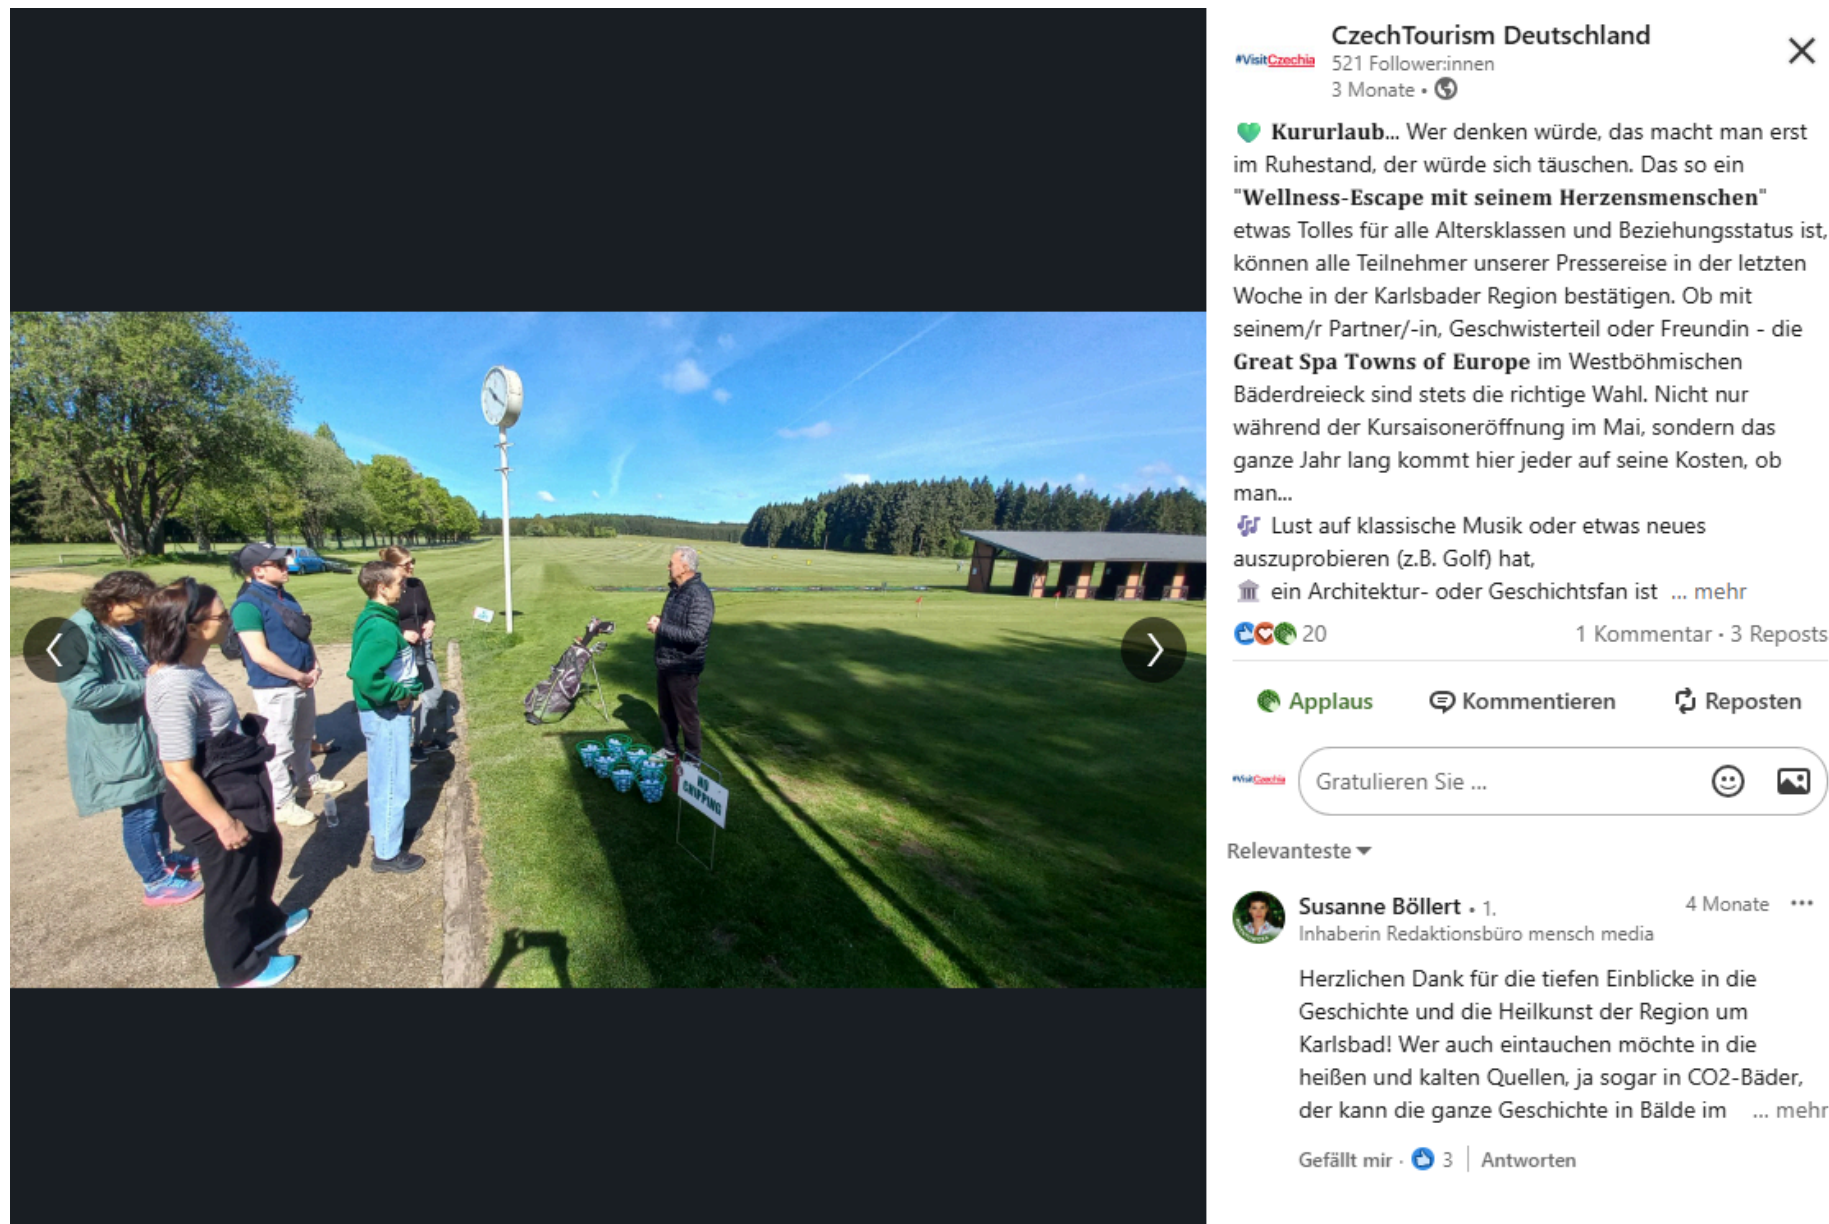 #VisitCzechia
CzechTourism Deutschland
521 Follower:innen
3 Monate •
💚 Kururlaub... Wer denken würde, das macht man erst
im Ruhestand, der würde sich täuschen. Das so ein
"Wellness-Escape mit seinem Herzensmenschen"
etwas Tolles für alle Altersklassen und Beziehungsstatus ist,
können alle Teilnehmer unserer Pressereise in der letzten
Woche in der Karlsbader Region bestätigen. Ob mit
seinem/r Partner/-in, Geschwisterteil oder Freundin - die
Great Spa Towns of Europe im Westböhmischen
Bäderdreieck sind stets die richtige Wahl. Nicht nur
während der Kursaisoneröffnung im Mai, sondern das
ganze Jahr lang kommt hier jeder auf seine Kosten, ob
man...
🎶 Lust auf klassische Musik oder etwas neues
auszuprobieren (z.B. Golf) hat,
🏛️ ein Architektur- oder Geschichtsfan ist ... mehr
20 1 Kommentar · 3 Reposts
Applaus Kommentieren Reposten
#VisitCzechia Gratulieren Sie ...
Relevanteste
Susanne Böllert • 1. 4 Monate ...
Inhaberin Redaktionsbüro mensch media
Herzlichen Dank für die tiefen Einblicke in die
Geschichte und die Heilkunst der Region um
Karlsbad! Wer auch eintauchen möchte in die
heißen und kalten Quellen, ja sogar in CO2-Bäder,
der kann die ganze Geschichte in Bälde im ... mehr
Gefällt mir · 3 | Antworten
NO
CHIPPING